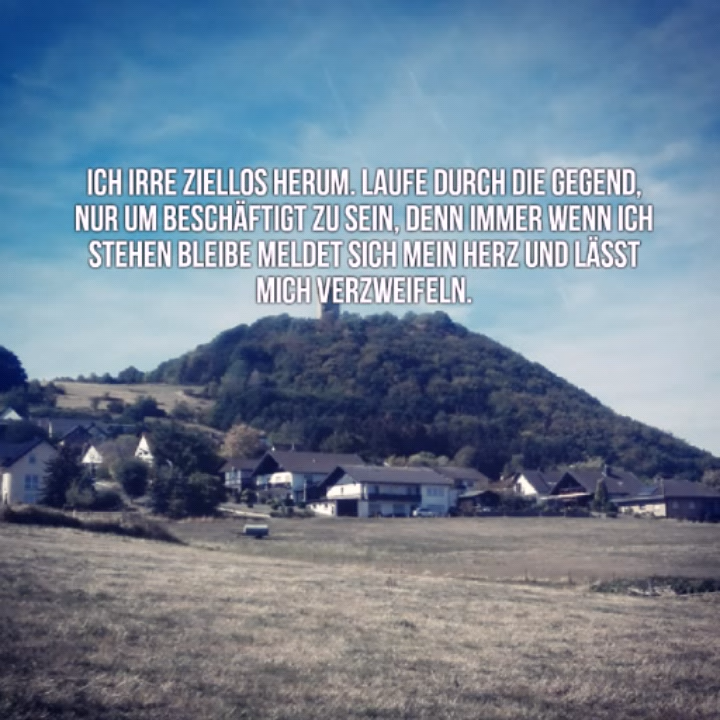 ICH IRRE ZIELLOS HERUM. LAUFE DURCH DIE GEGEND,
NUR UM BESCHÄFTIGT ZU SEIN, DENN IMMER WENN ICH
STEHEN BLEIBE MELDET SICH MEIN HERZ UND LÄSST
MICH VERZWEIFELN.